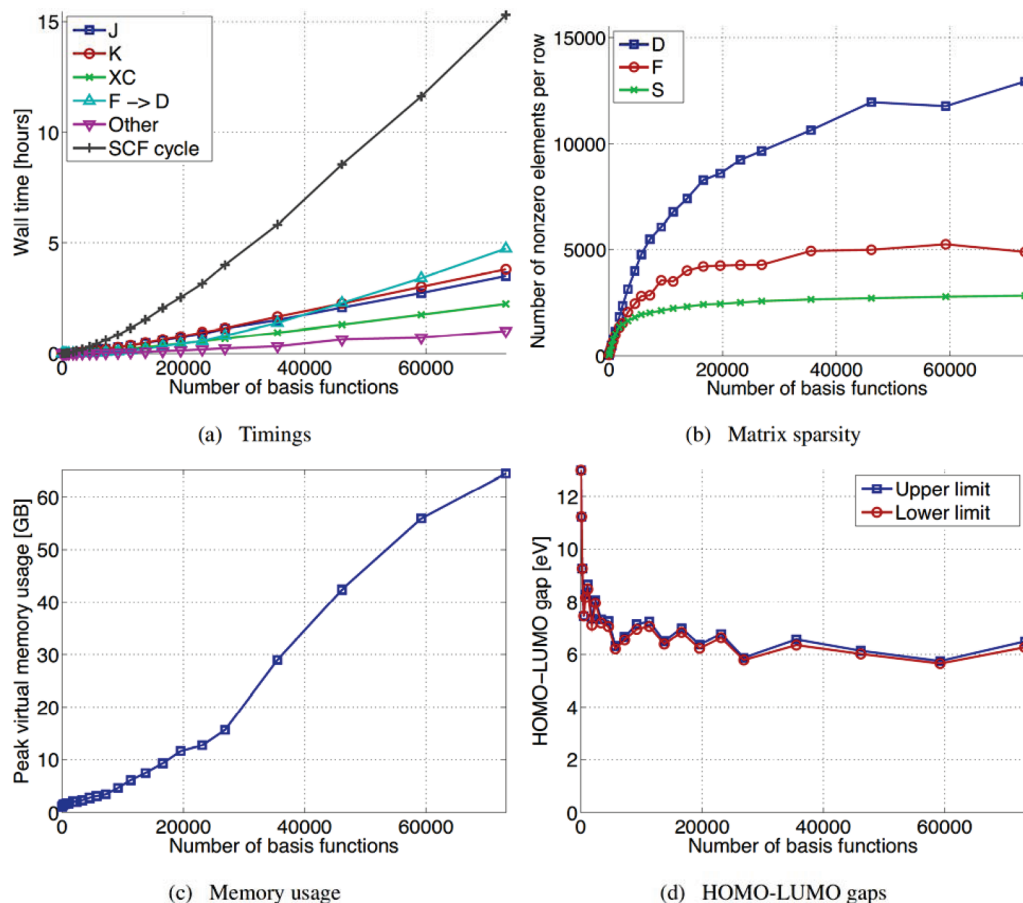 15
10
5
0
0
20000
40000
60000
Wall time [hours]
Number of basis functions
J
K
XC
F −> D
Other
SCF cycle
(a) Timings
15000
10000
5000
0
0
20000
40000
60000
Number of nonzero elements per row
Number of basis functions
D
F
S
(b) Matrix sparsity
60
50
40
30
20
10
0
0
20000
40000
60000
Peak virtual memory usage [GB]
Number of basis functions
(c) Memory usage
12
10
8
6
4
2
0
0
20000
40000
60000
HOMO−LUMO gap [eV]
Number of basis functions
Upper limit
Lower limit
(d) HOMO-LUMO gaps